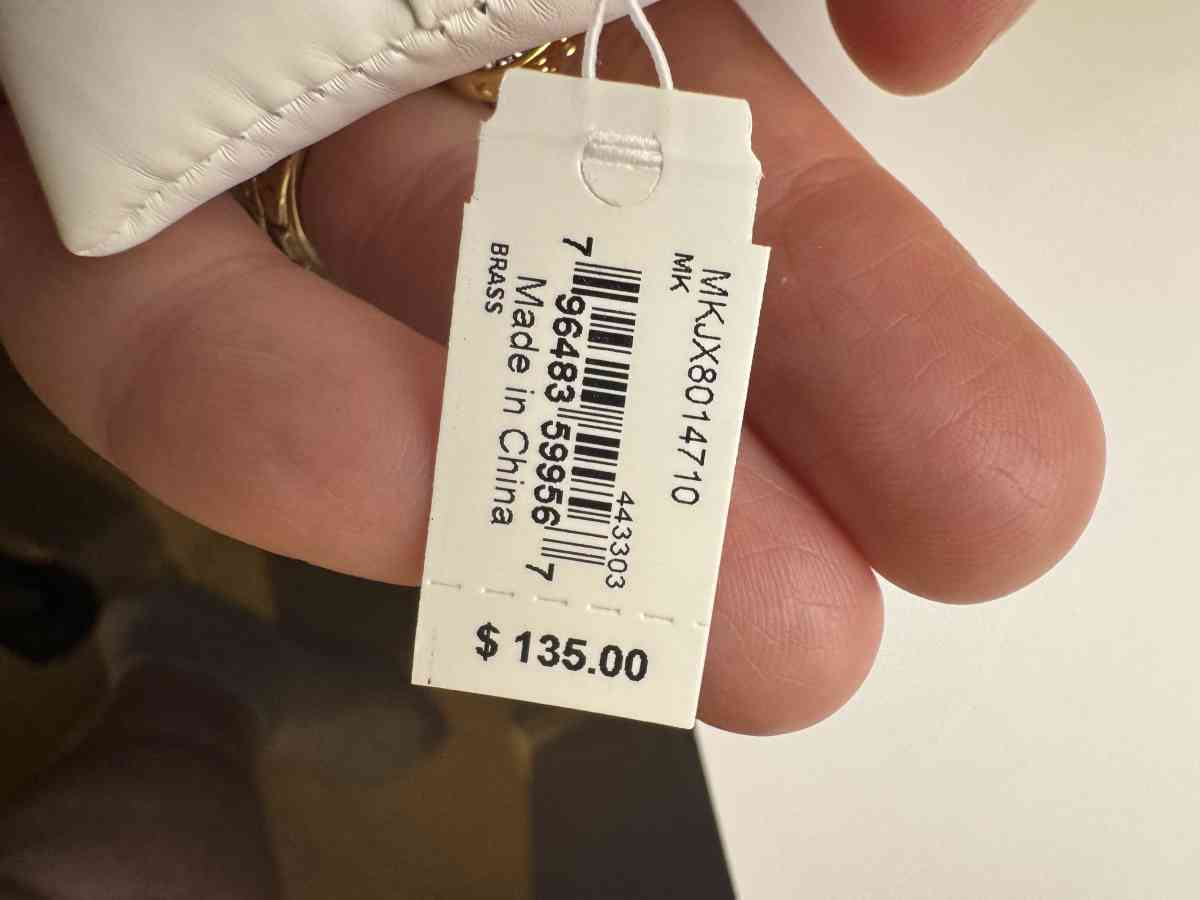 MKJX8014710
MK
443303
7 96483 59956 7
Made in China
BRASS
$ 135.00